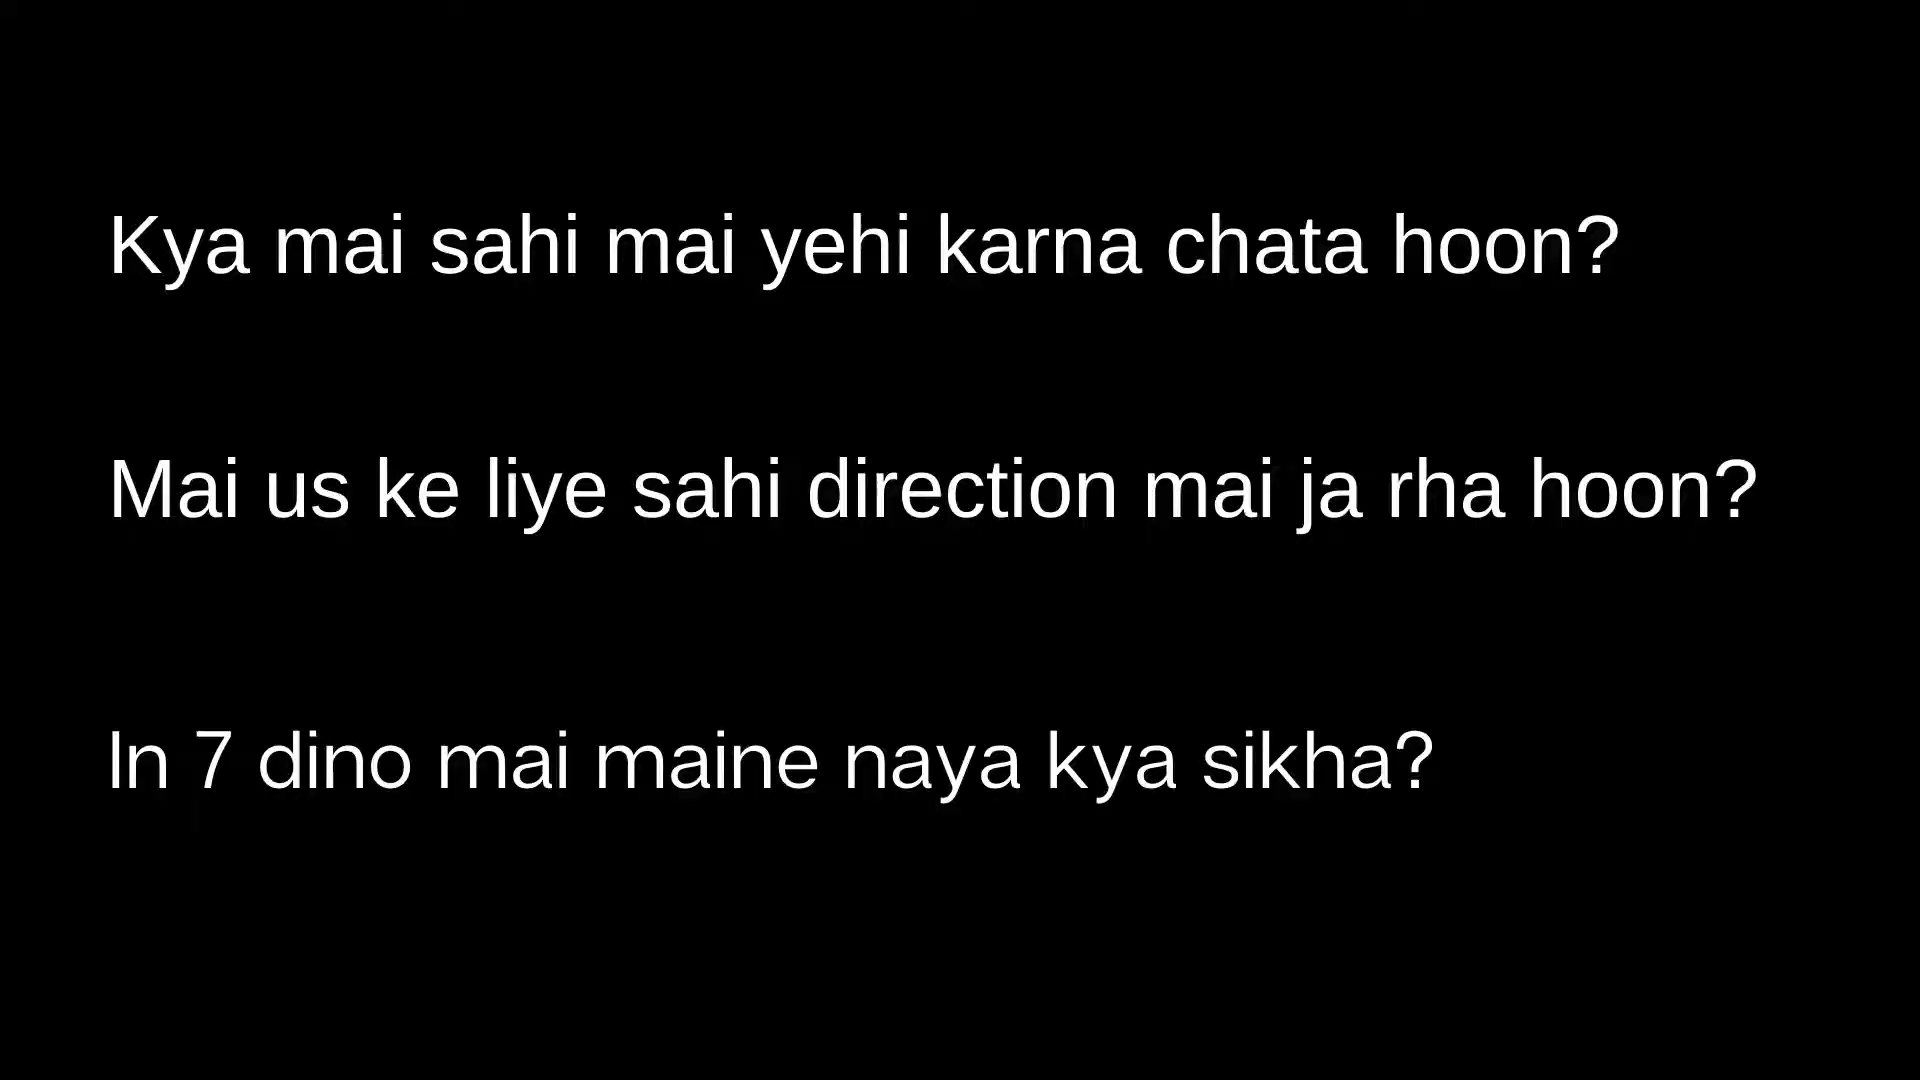 Kya mai sahi mai yehi karna chata hoon?
Mai us ke liye sahi direction mai ja rha hoon?
In 7 dino mai maine naya kya sikha?